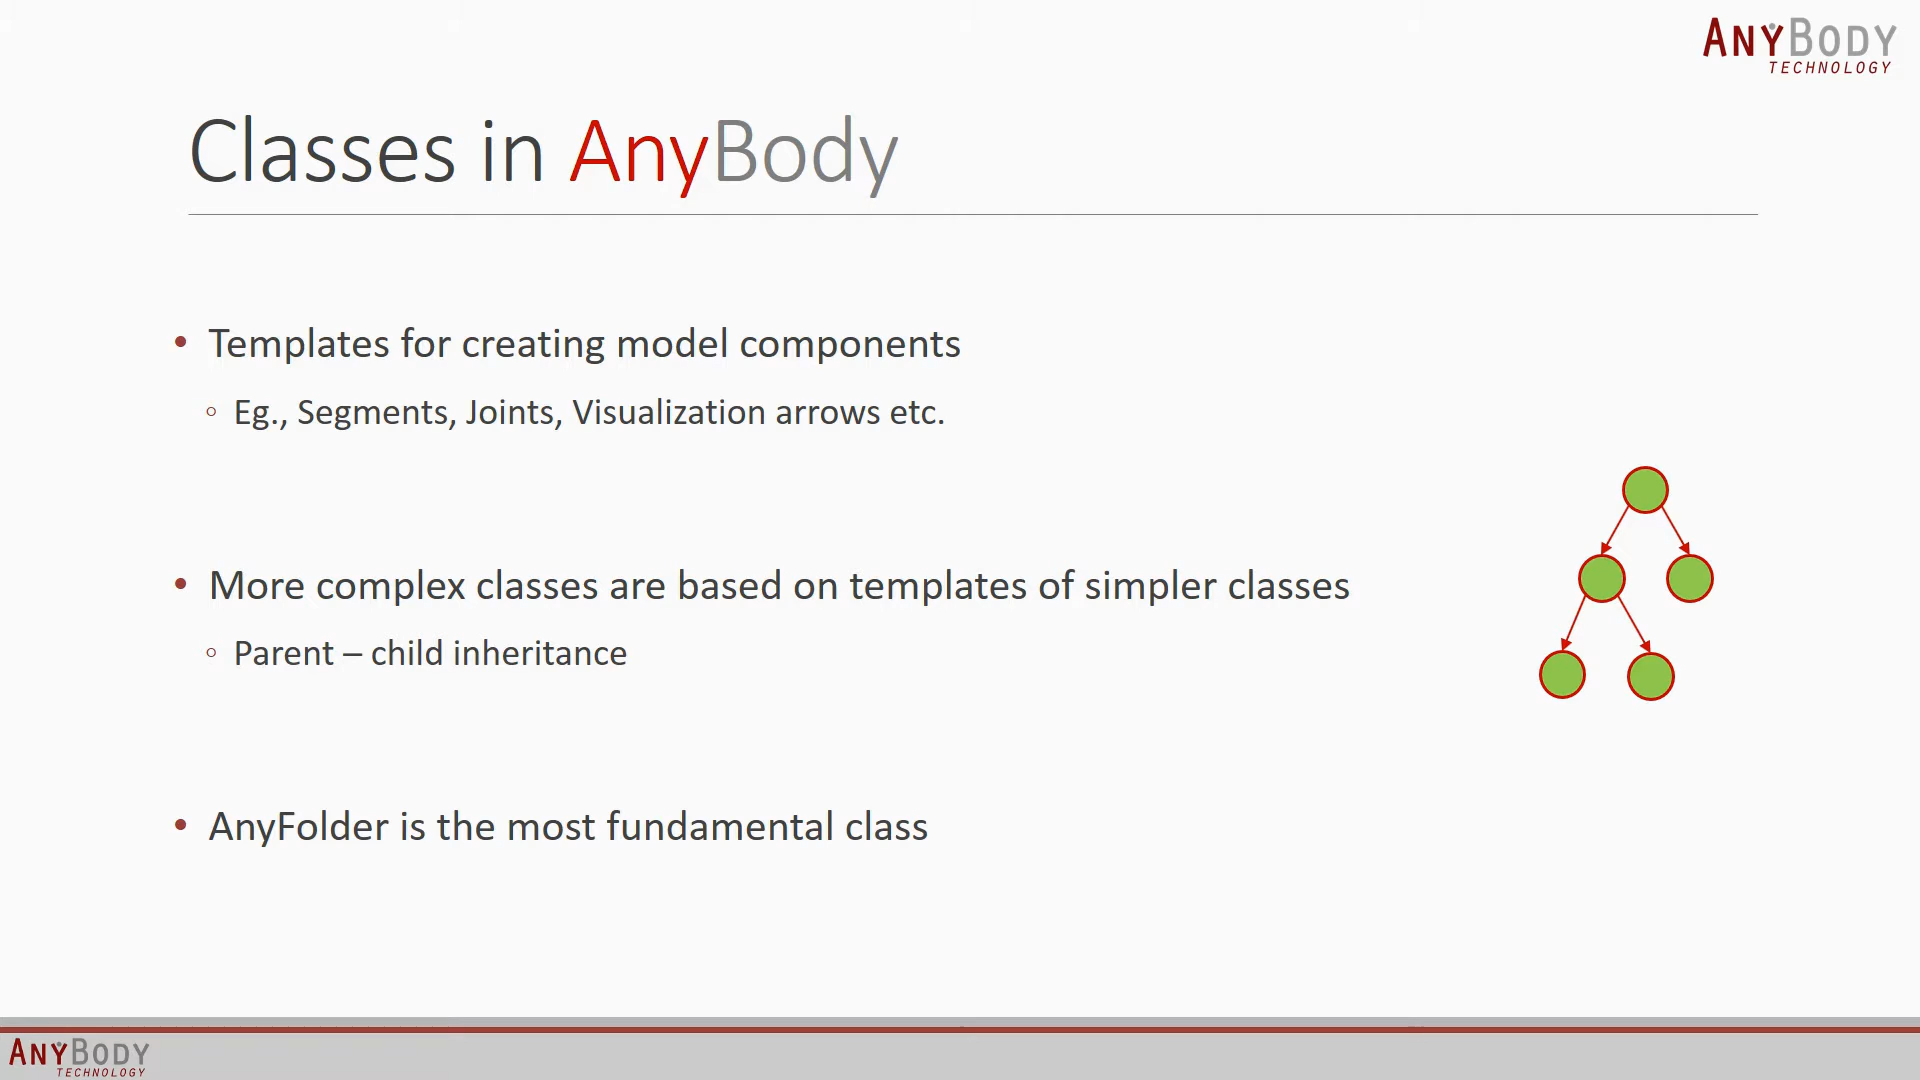 ANYBODY
TECHNOLOGY
Classes in AnyBody
• Templates for creating model components
◦ Eg., Segments, Joints, Visualization arrows etc.
• More complex classes are based on templates of simpler classes
◦ Parent – child inheritance
• AnyFolder is the most fundamental class
ANYBODY
TECHNOLOGY